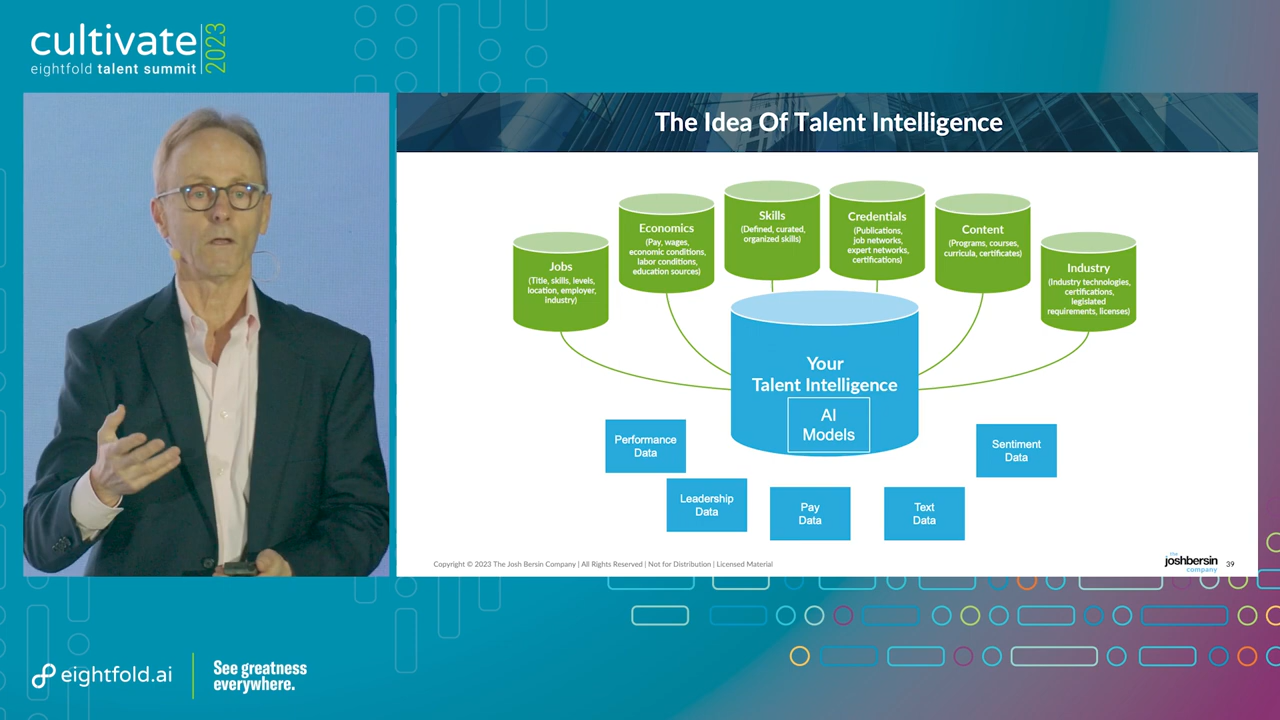 cultivate 2023
eightfold talent summit
The Idea Of Talent Intelligence
Jobs
(Title, skills, levels,
location, employer,
industry)
Economics
(Pay, wages,
economic conditions,
labor conditions,
education sources)
Skills
(Defined, curated,
organized skills)
Credentials
(Publications,
job networks,
expert networks,
certifications)
Content
(Programs, courses,
curricula, certificates)
Industry
(Industry technologies,
certifications,
legislated
requirements, licenses)
Your
Talent Intelligence
AI
Models
Performance
Data
Leadership
Data
Pay
Data
Text
Data
Sentiment
Data
Copyright © 2023 The Josh Bersin Company | All Rights Reserved | Not for Distribution | Licensed Material
the
joshbersin
company
39
eightfold.ai
See greatness
everywhere.